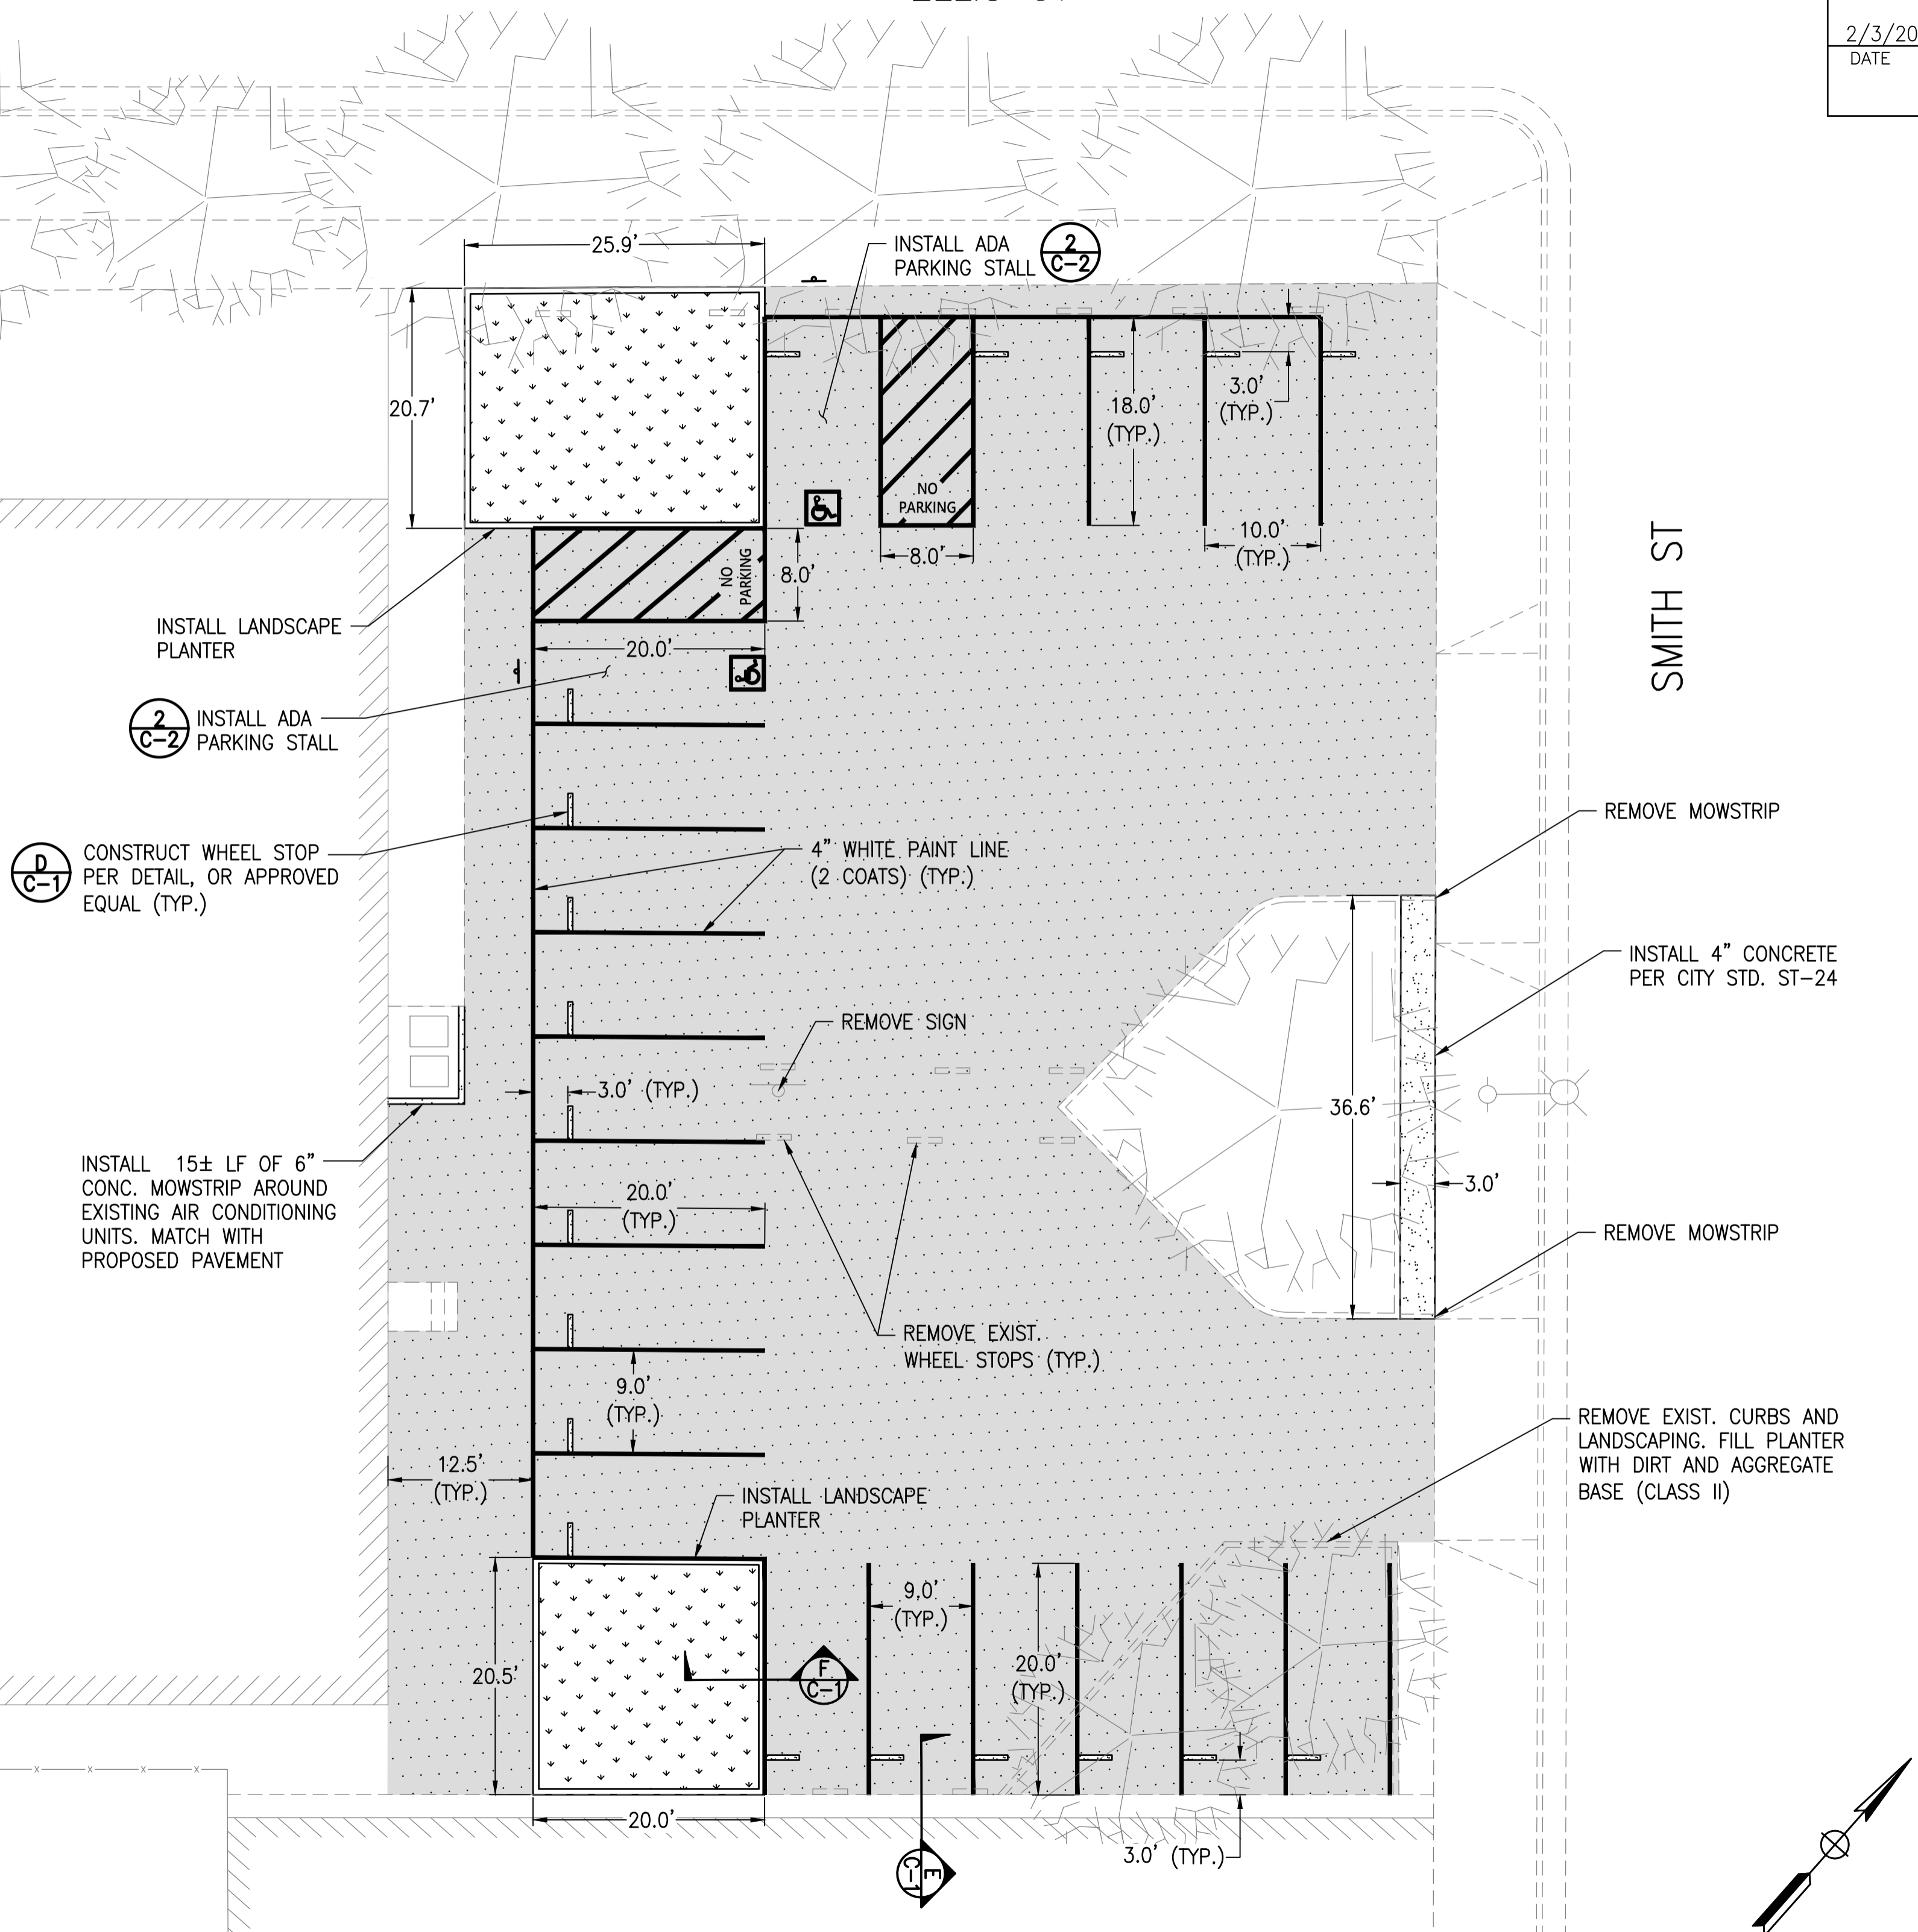 2/3/20
DATE
25.9'
INSTALL ADA
PARKING STALL
2
C-2
20.7'
18.0'
(TYP.)
3.0'
(TYP.)
NO
PARKING
10.0'
(TYP.)
8.0'
NO
PARKING
8.0'
SMITH ST
INSTALL LANDSCAPE
PLANTER
20.0'
2
C-2
INSTALL ADA
PARKING STALL
REMOVE MOWSTRIP
D
C-1
CONSTRUCT WHEEL STOP
PER DETAIL, OR APPROVED
EQUAL (TYP.)
4" WHITE PAINT LINE
(2 COATS) (TYP.)
INSTALL 4" CONCRETE
PER CITY STD. ST-24
REMOVE SIGN
3.0' (TYP.)
36.6'
INSTALL 15± LF OF 6"
CONC. MOWSTRIP AROUND
EXISTING AIR CONDITIONING
UNITS. MATCH WITH
PROPOSED PAVEMENT
20.0'
(TYP.)
3.0'
REMOVE MOWSTRIP
REMOVE EXIST.
WHEEL STOPS (TYP.)
9.0'
(TYP.)
REMOVE EXIST. CURBS AND
LANDSCAPING. FILL PLANTER
WITH DIRT AND AGGREGATE
BASE (CLASS II)
12.5'
(TYP.)
INSTALL LANDSCAPE
PLANTER
9.0'
(TYP.)
20.5'
F
C-1
20.0'
(TYP.)
20.0'
3.0' (TYP.)
E
C-1
x x x x